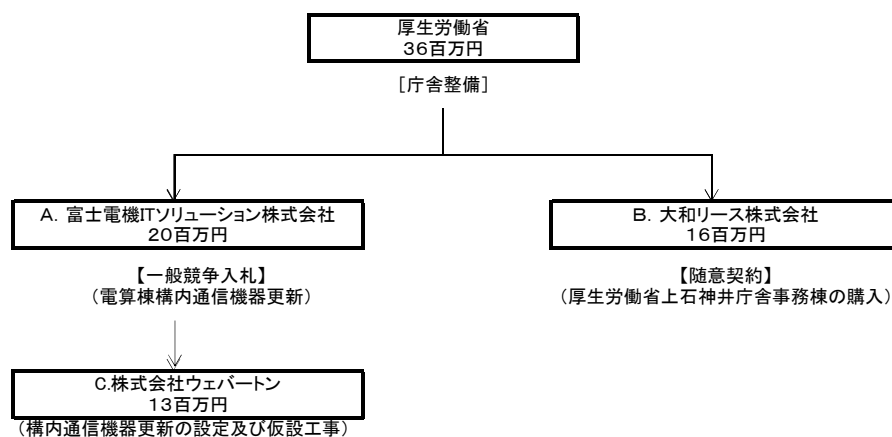 厚生労働省
36百万円
[庁舎整備]
A. 富士電機ITソリューション株式会社
20百万円
B. 大和リース株式会社
16百万円
【一般競争入札】
(電算棟構内通信機器更新)
【随意契約】
(厚生労働省上石神井庁舎事務棟の購入)
C.株式会社ウェバートン
13百万円
(構内通信機器更新の設定及び仮設工事)